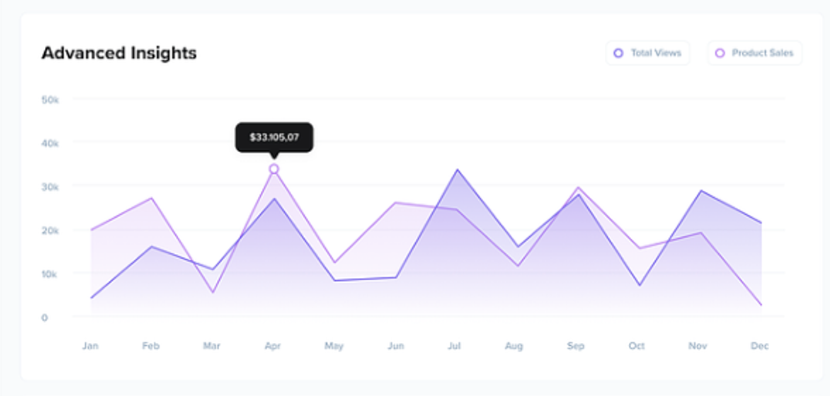 Advanced Insights
Total Views
Product Sales
50k
40k
30k
20k
10k
0
$33.105,07
Jan Feb Mar Apr May Jun Jul Aug Sep Oct Nov Dec